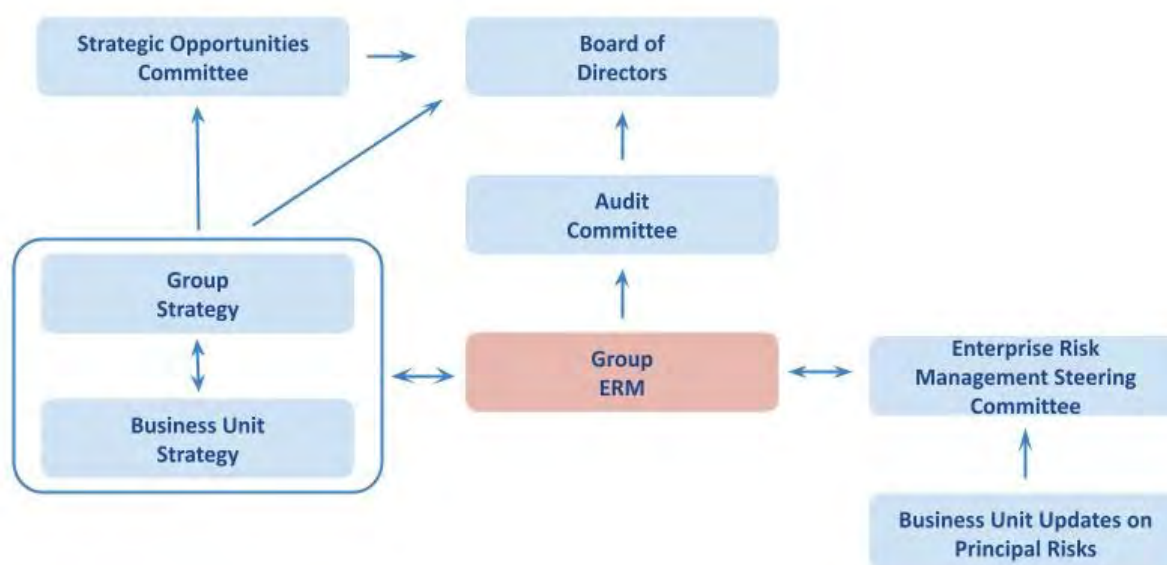 Strategic Opportunities
Committee
Board of
Directors
Audit
Committee
Group
Strategy
Group
ERM
Enterprise Risk
Management Steering
Committee
Business Unit
Strategy
Business Unit Updates on
Principal Risks